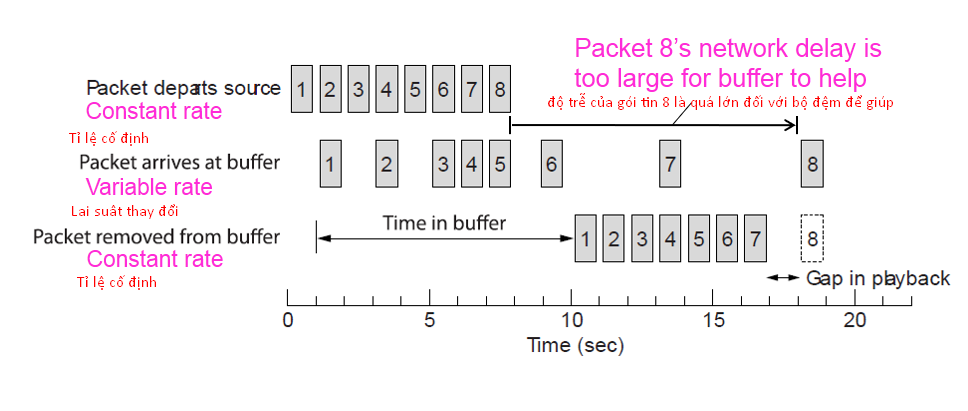 Packet 8's network delay is
too large for buffer to help
độ trễ của gói tin 8 là quá lớn đối với bộ đệm để giúp
Packet departs source
1 2 3 4 5 6 7 8
Constant rate
Tỉ lệ cố định
Packet arrives at buffer
1 2 3 4 5 6 7 8
Variable rate
Lai suât thay đổi
Packet removed from buffer
Time in buffer
1 2 3 4 5 6 7 8
Constant rate
Tỉ lệ cố định
Gap in playback
0 5 10 15 20
Time (sec)